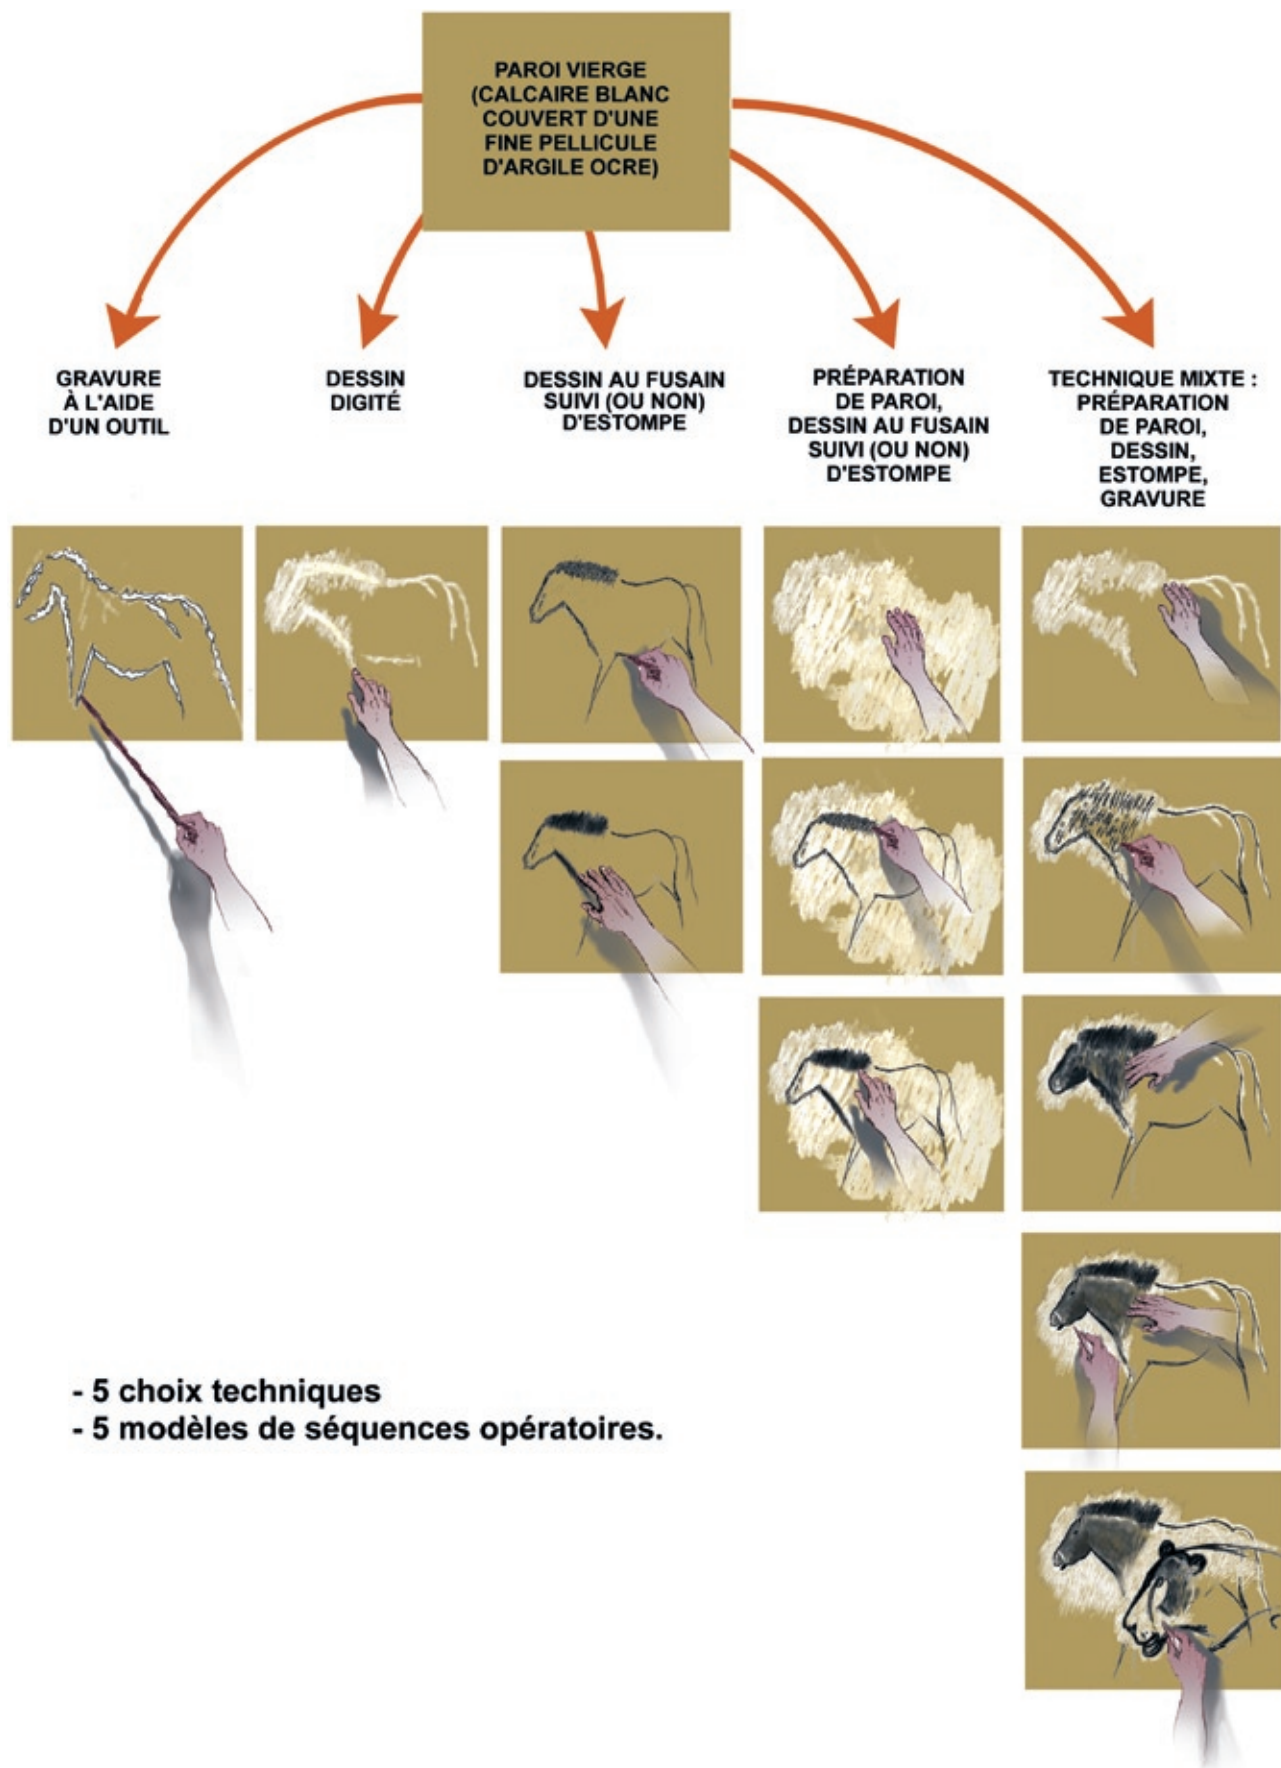 PAROI VIERGE
(CALCAIRE BLANC
COUVERT D'UNE
FINE PELLICULE
D'ARGILE OCRE)
GRAVURE
À L'AIDE
D'UN OUTIL
DESSIN
DIGITÉ
DESSIN AU FUSAIN
SUIVI (OU NON)
D'ESTOMPE
PRÉPARATION
DE PAROI,
DESSIN AU FUSAIN
SUIVI (OU NON)
D'ESTOMPE
TECHNIQUE MIXTE :
PRÉPARATION
DE PAROI,
DESSIN,
ESTOMPE,
GRAVURE
- 5 choix techniques
- 5 modèles de séquences opératoires.